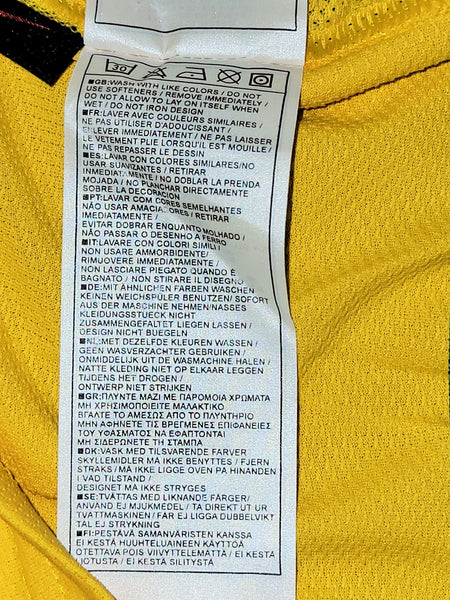 30
■GB:WASH WITH LIKE COLORS / DO NOT
USE SOFTENERS / REMOVE IMMEDIATELY /
DO NOT ALLOW TO LAY ON ITSELF WHEN
WET / DO NOT IRON DESIGN
■FR:LAVER AVEC COULEURS SIMILAIRES /
NE PAS UTILISER D'ADOUCISSANT /
ENLEVER IMMEDIATEMENT / NE PAS LAISSER
LE VETEMENT PLIE LORSQU'IL EST MOUILLE /
NE PAS REPASSER LE DESSIN
■ES:LAVAR CON COLORES SIMILARES/NO
USAR SUAVIZANTES / RETIRAR
INMEDIATAMENTE / NO DOBLAR LA PRENDA
MOJADA / NO PLANCHAR DIRECTAMENTE
SOBRE LA DECORACION
■PT:LAVAR COM CORES SEMELHANTES
NÃO USAR AMACIADORES / RETIRAR
IMEDIATAMENTE /
EVITAR DOBRAR ENQUANTO MOLHADO /
NÃO PASSAR O DESENHO A FERRO
■IT:LAVARE CON COLORI SIMILI /
NON USARE AMMORBIDENTE/
RIMUOVERE IMMEDIATAMENTE /
NON LASCIARE PIEGATO QUANDO È
BAGNATO / NON STIRARE IL DISEGNO
■DE:MIT ÄHNLICHEN FARBEN WASCHEN
KEINEN WEICHSPÜLER BENUTZEN/ SOFORT
AUS DER MASCHINE NEHMEN/NASSES
KLEIDUNGSSTUECK NICHT
ZUSAMMENGEFALTET LIEGEN LASSEN/
DESIGN NICHT BUEGELN
■NL:MET DEZELFDE KLEUREN WASSEN/
GEEN WASVERZACHTER GEBRUIKEN/
ONMIDDELIJK UIT DE WASMACHINE HALEN /
NATTE KLEDING NIET OP ELKAAR LEGGEN
TIJDENS HET DROGEN /
ONTWERP NIET STRIJKEN
■GR:ΠΛΥΝΤΕ ΜΑΖΙ ΜΕ ΠΑΡΟΜΟΙΑ ΧΡΩΜΑΤΑ
ΜΗ ΧΡΗΣΙΜΟΠΟΙΕΙΤΕ ΜΑΛΑΚΤΙΚΟ
ΒΓΑΛΤΕ ΤΟ ΑΜΕΣΩΣ ΑΠΟ ΤΟ ΠΛΥΝΤΗΡΙΟ
ΜΗΝ ΑΦΗΝΕΤΕ ΤΙΣ ΒΡΕΓΜΕΝΕΣ ΕΠΙΦΑΝΕΙΕΣ
ΤΟΥ ΥΦΑΣΜΑΤΟΣ ΝΑ ΕΦΑΠΤΟΝΤΑΙ
ΜΗ ΣΙΔΕΡΩΝΕΤΕ ΤΗ ΣΤΑΜΠΑ
■DK:VASK MED TILSVARENDE FARVER
SKYLLEMIDLER MÅ IKKE BENYTTES / FJERN
STRAKS / MÅ IKKE LIGGE OVEN PÅ HINANDEN
I VÅD TILSTAND /
DESIGNET MÅ IKKE STRYGES
■SE:TVÄTTAS MED LIKNANDE FÄRGER/
ANVÄND EJ MJUKMEDEL / TA DIREKT UT UR
TVÄTTMASKINEN/ FÅR EJ LIGGA DUBBELVIKT
TAL EJ STRYKNING
■FI:PESTÄVÄ SAMANVÄRISTEN KANSSA
EI KESTÄ HUUHTELUAINEEN KÄYTTÖÄ
OTETTAVA POIS VIIVYTTELEMÄTTÄ / EI KESTÄ
LAJOTUSTA / EI KESTÄ SILITYSTÄ